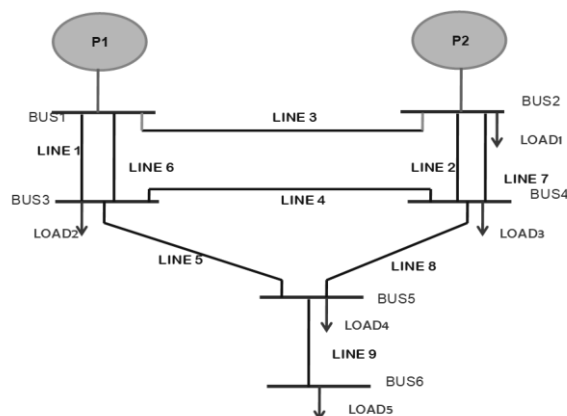 P1
P2
BUS1
BUS2
LINE 3
LOAD1
LINE 1
LINE 6
LINE 2
LINE 7
BUS3
BUS4
LINE 4
LOAD2
LOAD3
LINE 5
LINE 8
BUS5
LOAD4
LINE 9
BUS6
LOAD5